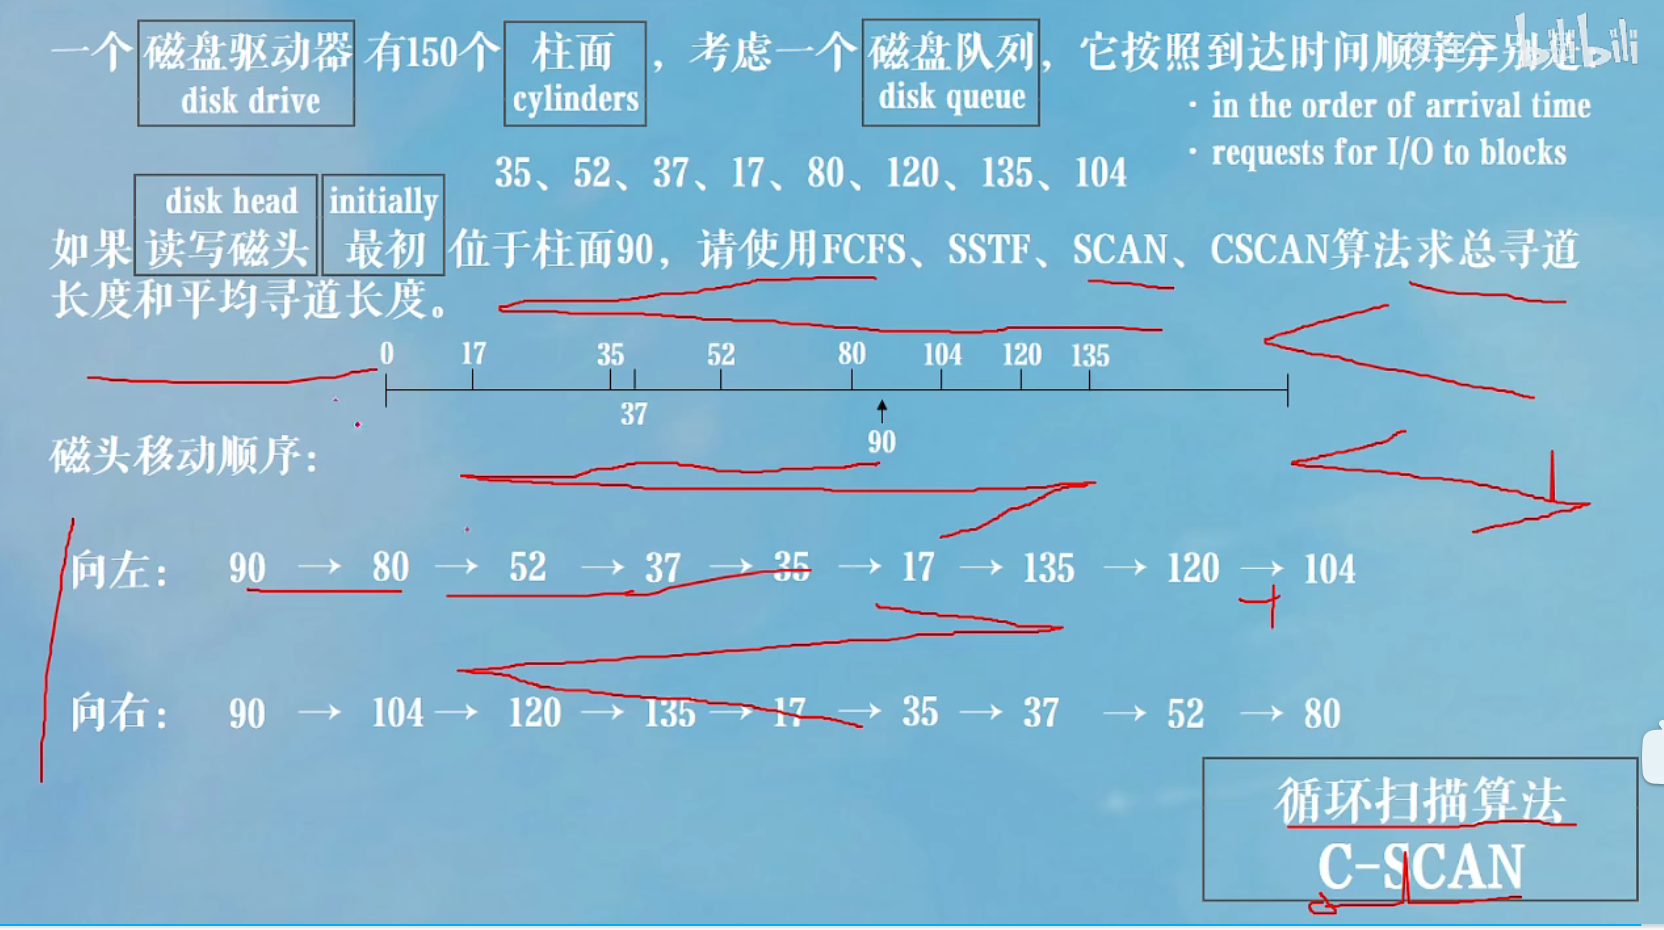 一个 磁盘驱动器 有150个 柱面 ，考虑一个 磁盘队列，它按照到达时间顺序分别是:
disk drive cylinders disk queue
· in the order of arrival time
· requests for I/O to blocks
35、52、37、17、80、120、135、104
disk head initially
如果 读写磁头 最初 位于柱面90，请使用FCFS、SSTF、SCAN、CSCAN算法求总寻道
长度和平均寻道长度。
0 17 35 52 80 104 120 135
37
90
磁头移动顺序：
向左： 90 → 80 → 52 → 37 → 35 → 17 → 135 → 120 → 104
向右： 90 → 104 → 120 → 135 → 17 → 35 → 37 → 52 → 80
循环扫描算法
C-SCAN
bilibili